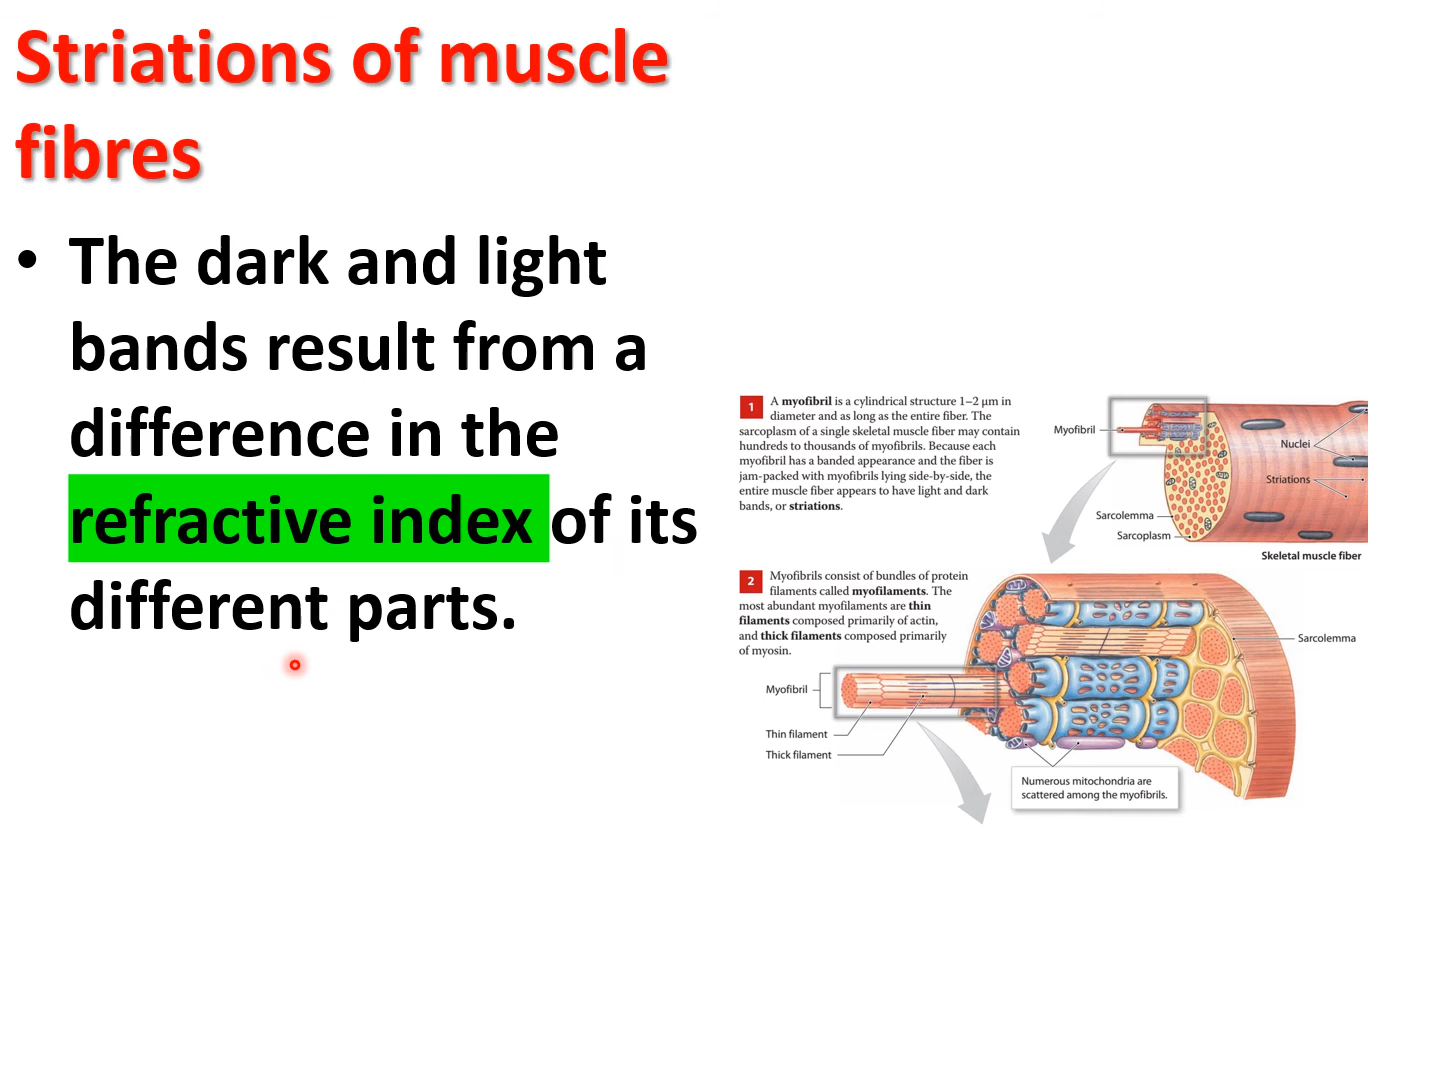 Striations of muscle
fibres
• The dark and light
bands result from a
difference in the
refractive index of its
different parts.
1 A myofibril is a cylindrical structure 1–2 μm in
diameter and as long as the entire fiber. The
sarcoplasm of a single skeletal muscle fiber may contain
hundreds to thousands of myofibrils. Because each
myofibril has a banded appearance and the fiber is
jam-packed with myofibrils lying side-by-side, the
entire muscle fiber appears to have light and dark
bands, or striations.
Myofibril
Nuclei
Striations
Sarcolemma
Sarcoplasm
Skeletal muscle fiber
2 Myofibrils consist of bundles of protein
filaments called myofilaments. The
most abundant myofilaments are thin
filaments composed primarily of actin,
and thick filaments composed primarily
of myosin.
Sarcolemma
Myofibril
Thin filament
Thick filament
Numerous mitochondria are
scattered among the myofibrils.